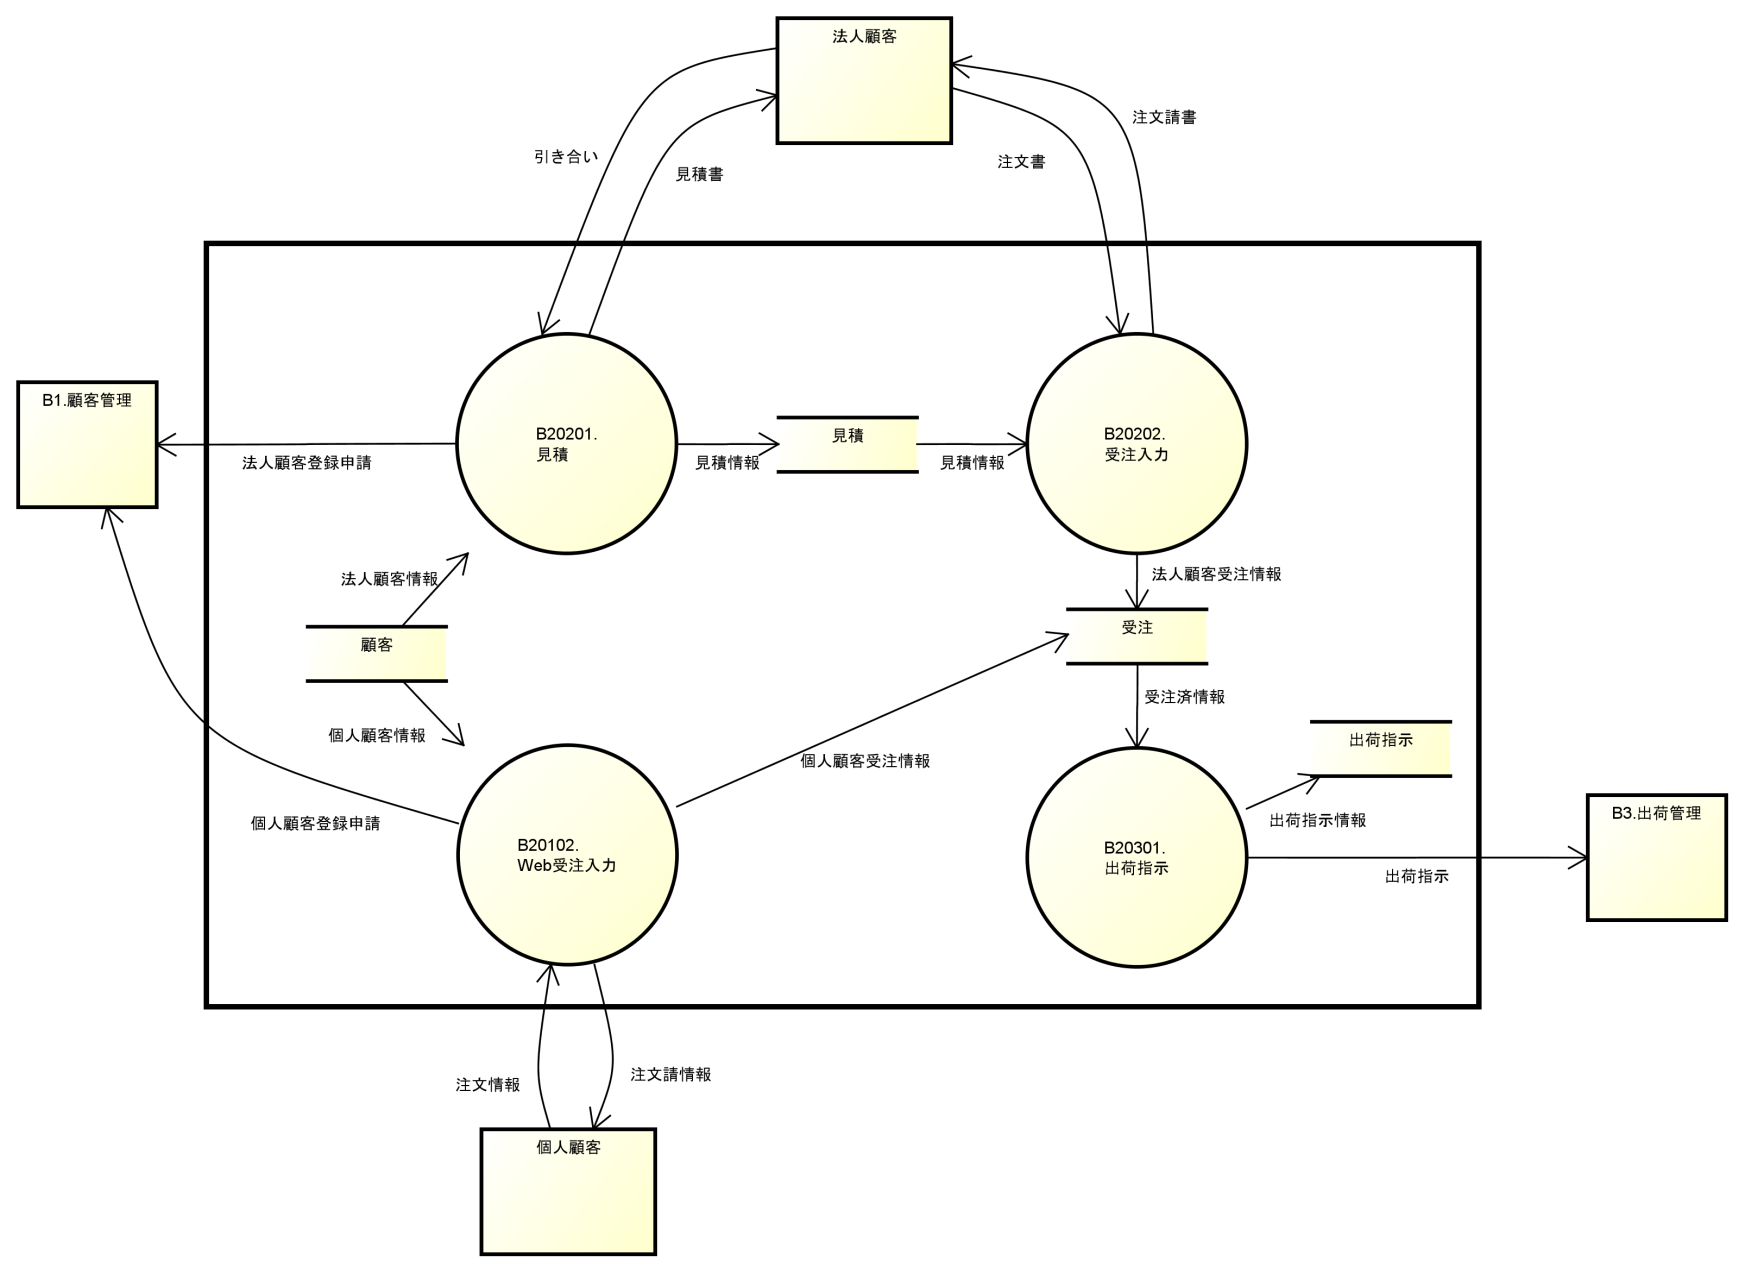 法人顧客
注文請書
引き合い
見積書
注文書
B1.顧客管理
B20201.
見積
見積
B20202.
受注入力
法人顧客登録申請
見積情報
見積情報
法人顧客情報
法人顧客受注情報
顧客
受注
受注済情報
個人顧客情報
出荷指示
個人顧客受注情報
B3.出荷管理
個人顧客登録申請
出荷指示情報
B20102.
Web受注入力
B20301.
出荷指示
出荷指示
注文情報
注文請情報
個人顧客